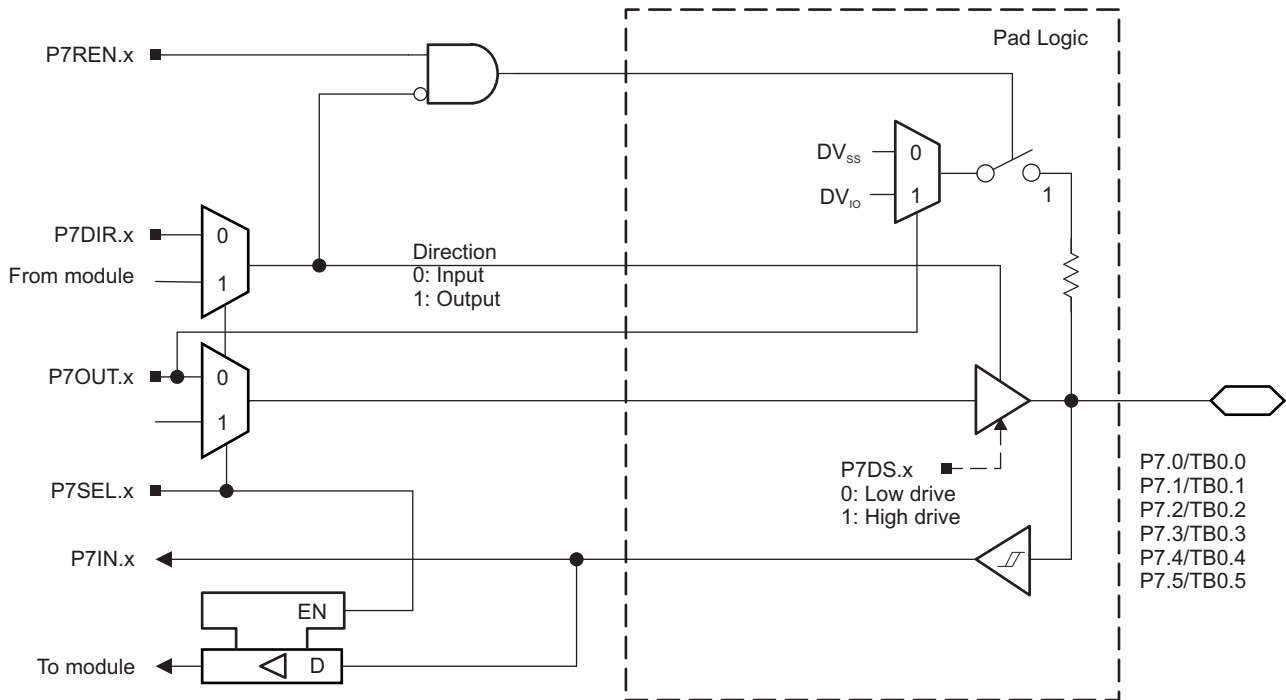 Pad Logic
P7REN.x
DVSS
0
DVIO
1
1
P7DIR.x
0
From module
1
Direction
0: Input
1: Output
P7OUT.x
0
1
P7DS.x
0: Low drive
1: High drive
P7SEL.x
P7IN.x
EN
To module
D
P7.0/TB0.0
P7.1/TB0.1
P7.2/TB0.2
P7.3/TB0.3
P7.4/TB0.4
P7.5/TB0.5